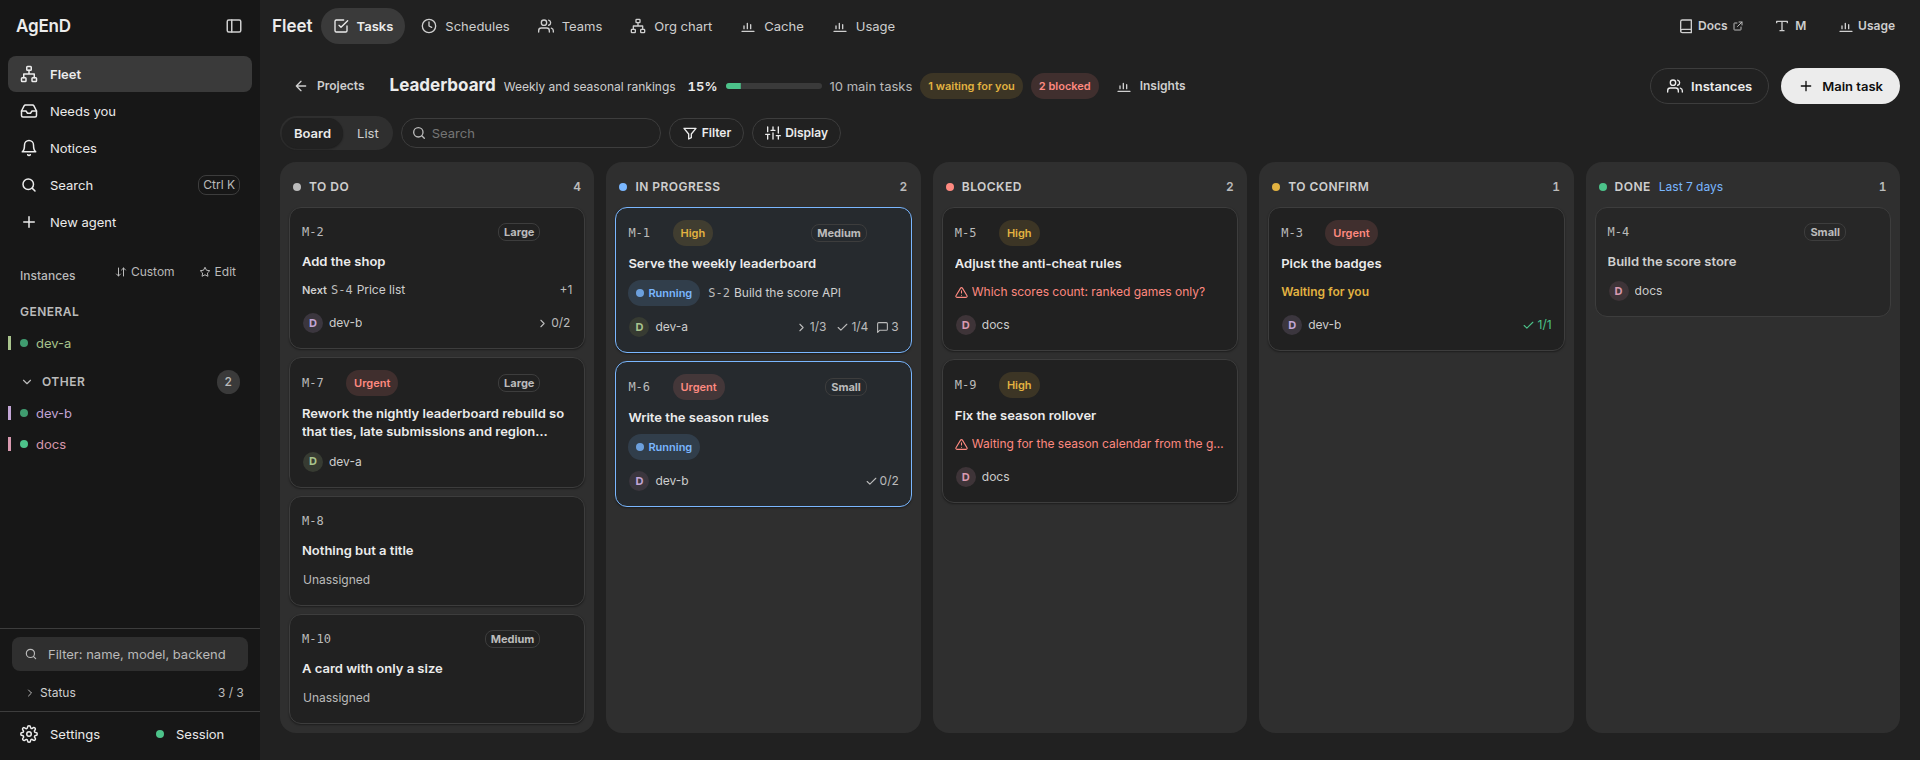 AgEnD
Fleet
Needs you
Notices
Search Ctrl K
New agent
Instances Custom Edit
GENERAL
dev-a
OTHER 2
dev-b
docs
Filter: name, model, backend
Status 3 / 3
Settings Session
Fleet Tasks Schedules Teams Org chart Cache Usage
Docs M Usage
Projects Leaderboard Weekly and seasonal rankings 15% 10 main tasks 1 waiting for you 2 blocked Insights
Instances Main task
Board List Search Filter Display
TO DO 4
M-2 Large
Add the shop
Next S-4 Price list +1
D dev-b 0/2
M-7 Urgent Large
Rework the nightly leaderboard rebuild so
that ties, late submissions and region...
D dev-a
M-8
Nothing but a title
Unassigned
M-10 Medium
A card with only a size
Unassigned
IN PROGRESS 2
M-1 High Medium
Serve the weekly leaderboard
Running S-2 Build the score API
D dev-a 1/3 1/4 3
M-6 Urgent Small
Write the season rules
Running
D dev-b 0/2
BLOCKED 2
M-5 High
Adjust the anti-cheat rules
Which scores count: ranked games only?
D docs
M-9 High
Fix the season rollover
Waiting for the season calendar from the g...
D docs
TO CONFIRM 1
M-3 Urgent
Pick the badges
Waiting for you
D dev-b 1/1
DONE Last 7 days 1
M-4 Small
Build the score store
D docs